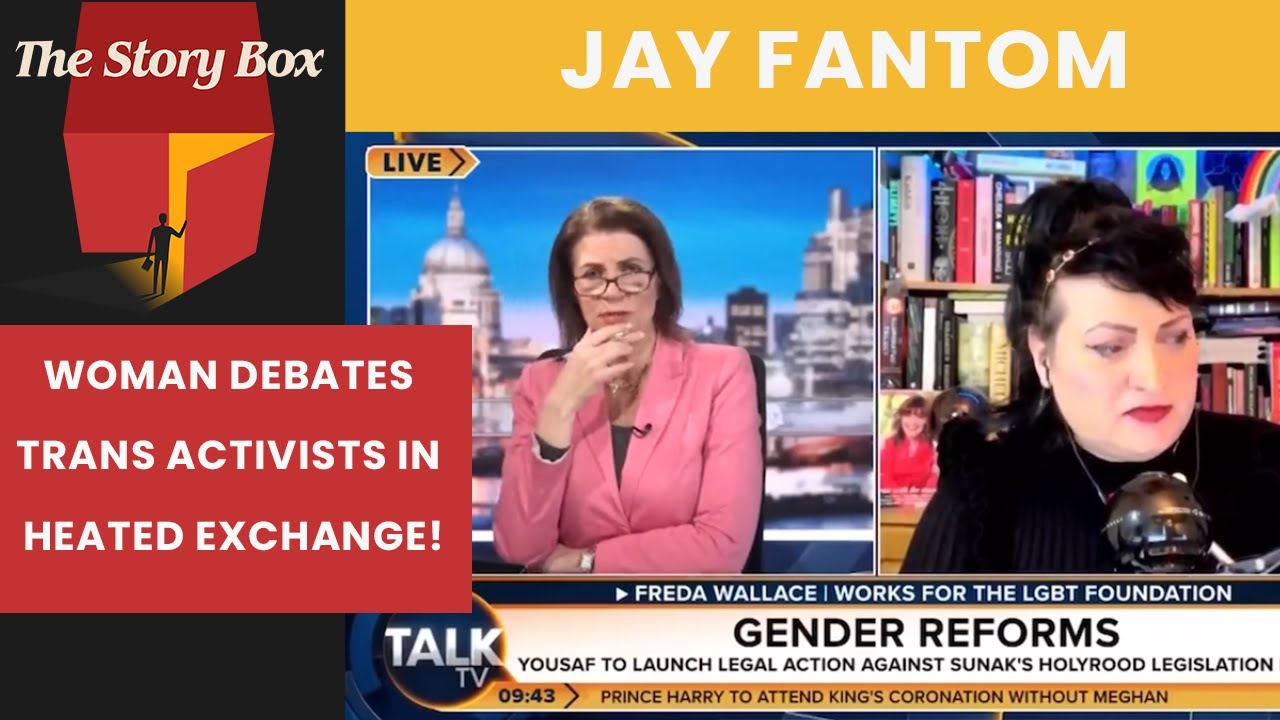 The Story Box
JAY FANTOM
WOMAN DEBATES
TRANS ACTIVISTS IN
HEATED EXCHANGE!
LIVE
FREDA WALLACE | WORKS FOR THE LGBT FOUNDATION
GENDER REFORMS
YOUSAF TO LAUNCH LEGAL ACTION AGAINST SUNAK'S HOLYROOD LEGISLATION
TALK
TV
09:43
PRINCE HARRY TO ATTEND KING'S CORONATION WITHOUT MEGHAN